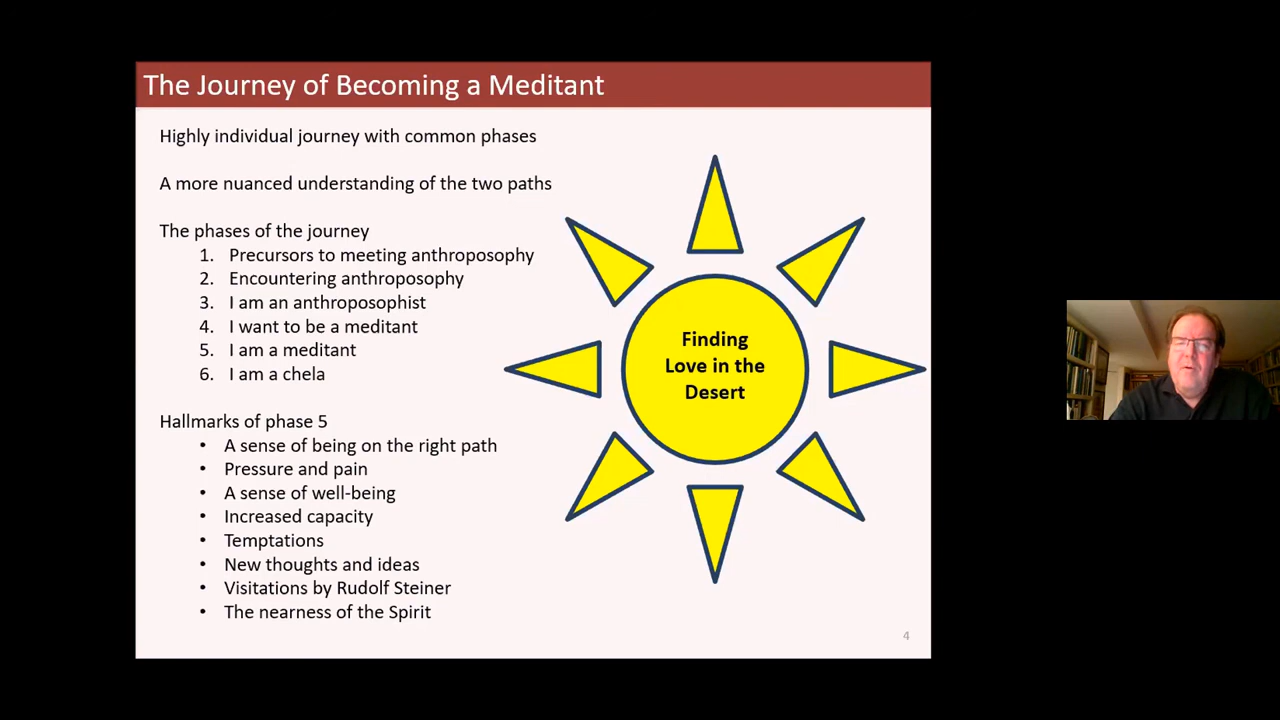 The Journey of Becoming a Meditant
Highly individual journey with common phases
A more nuanced understanding of the two paths
The phases of the journey
1. Precursors to meeting anthroposophy
2. Encountering anthroposophy
3. I am an anthroposophist
4. I want to be a meditant
5. I am a meditant
6. I am a chela
Hallmarks of phase 5
• A sense of being on the right path
• Pressure and pain
• A sense of well-being
• Increased capacity
• Temptations
• New thoughts and ideas
• Visitations by Rudolf Steiner
• The nearness of the Spirit
Finding
Love in the
Desert
4